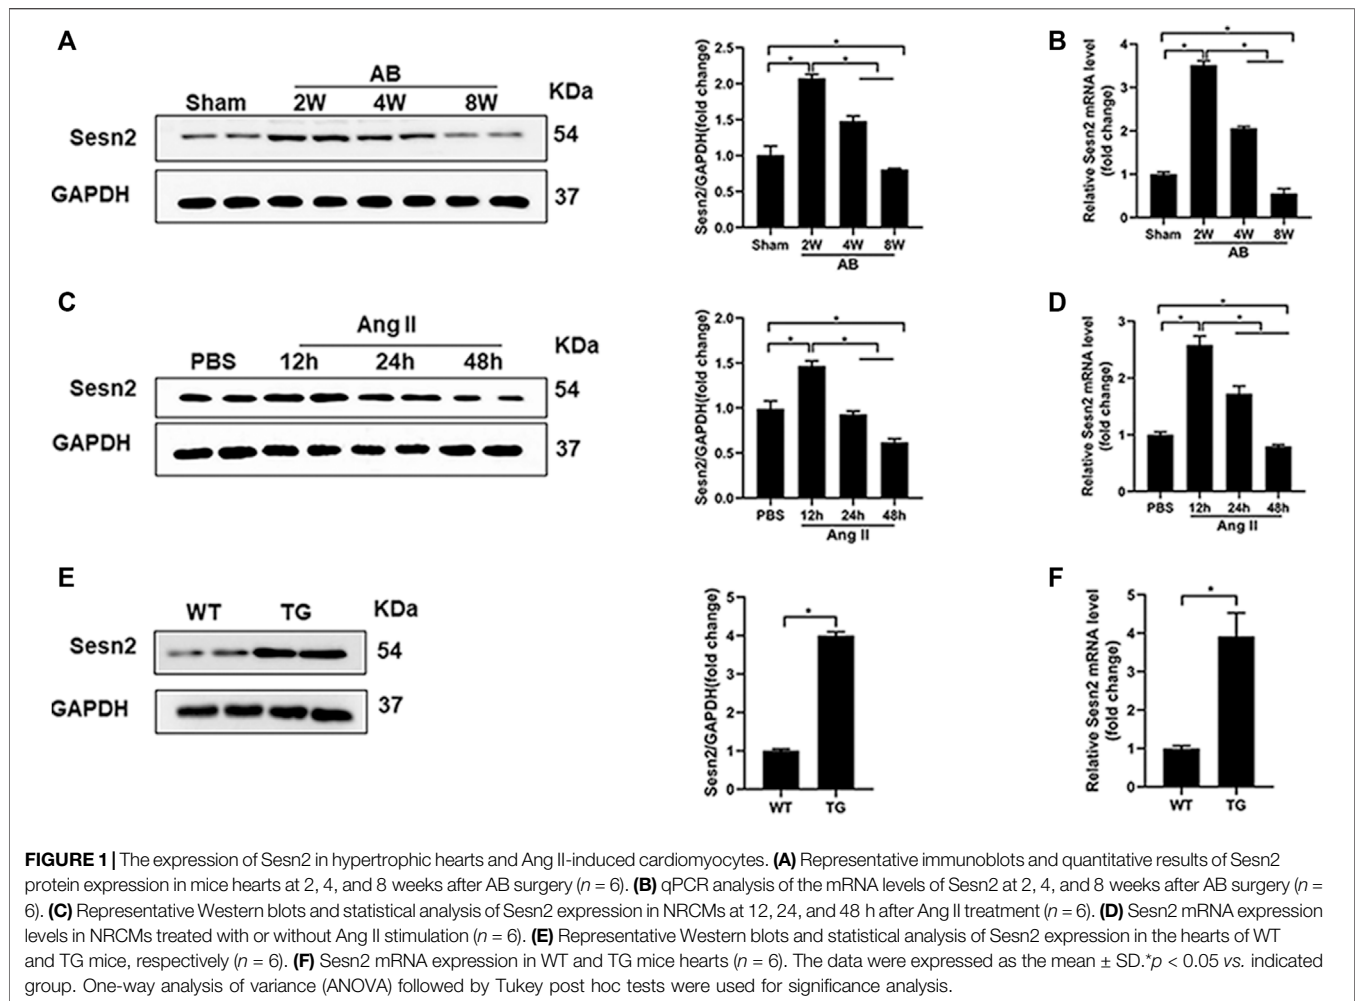 A
AB
Sham 2W 4W 8W KDa
Sesn2 54
GAPDH 37
Sesn2/GAPDH(fold change)
2.5
2.0
1.5
1.0
0.5
0.0
* * * *
Sham 2W 4W 8W
AB
B
Relative Sesn2 mRNA level
(fold change)
4
3
2
1
0
* * * *
Sham 2W 4W 8W
AB
C
Ang II
PBS 12h 24h 48h KDa
Sesn2 54
GAPDH 37
Sesn2/GAPDH(fold change)
2.0
1.5
1.0
0.5
0.0
* * *
PBS 12h 24h 48h
Ang II
D
Relative Sesn2 mRNA level
(fold change)
3
2
1
0
* * *
PBS 12h 24h 48h
Ang II
E
WT TG KDa
Sesn2 54
GAPDH 37
Sesn2/GAPDH(fold change)
5
4
3
2
1
0
*
WT TG
F
Relative Sesn2 mRNA level
(fold change)
5
4
3
2
1
0
*
WT TG
FIGURE 1 | The expression of Sesn2 in hypertrophic hearts and Ang II-induced cardiomyocytes. (A) Representative immunoblots and quantitative results of Sesn2
protein expression in mice hearts at 2, 4, and 8 weeks after AB surgery (n = 6). (B) qPCR analysis of the mRNA levels of Sesn2 at 2, 4, and 8 weeks after AB surgery (n =
6). (C) Representative Western blots and statistical analysis of Sesn2 expression in NRCMs at 12, 24, and 48 h after Ang II treatment (n = 6). (D) Sesn2 mRNA expression
levels in NRCMs treated with or without Ang II stimulation (n = 6). (E) Representative Western blots and statistical analysis of Sesn2 expression in the hearts of WT
and TG mice, respectively (n = 6). (F) Sesn2 mRNA expression in WT and TG mice hearts (n = 6). The data were expressed as the mean ± SD.*p < 0.05 vs. indicated
group. One-way analysis of variance (ANOVA) followed by Tukey post hoc tests were used for significance analysis.